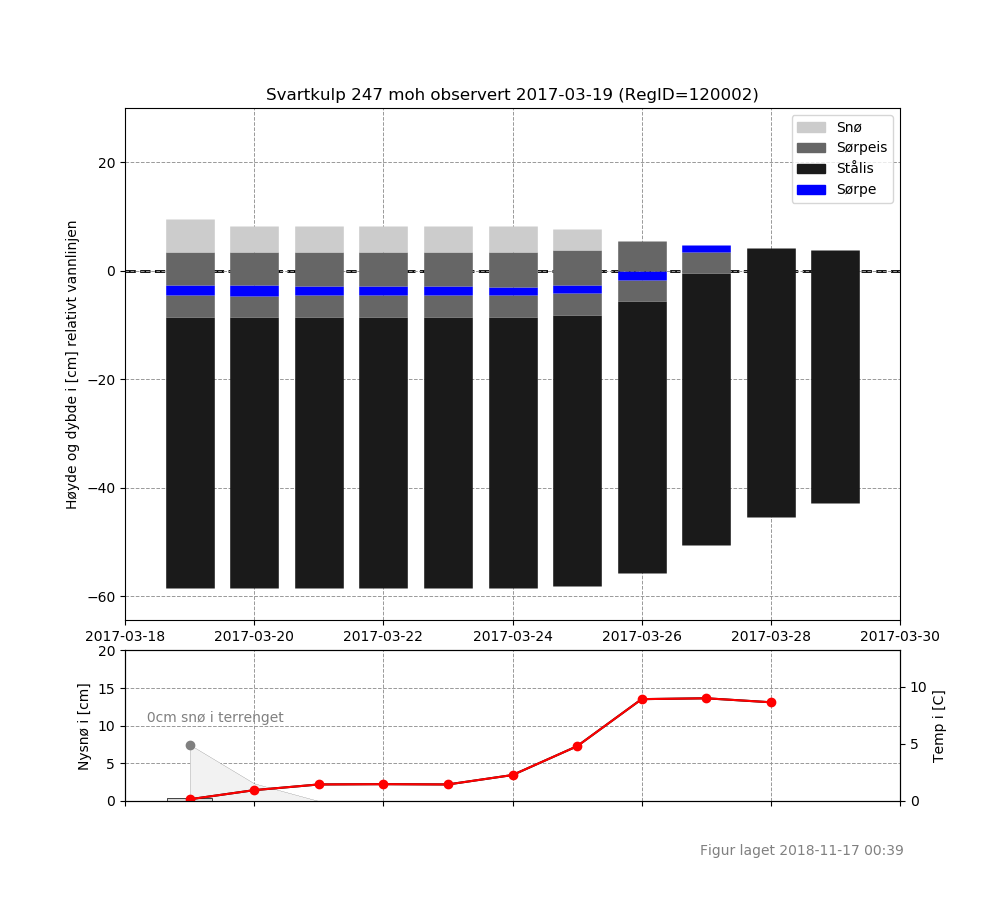 Svartkulp 247 moh observert 2017-03-19 (RegID=120002)
Snø
Sørpeis
Stålis
Sørpe
Høyde og dybde i [cm] relativt vannlinjen
20
0
−20
−40
−60
2017-03-18 2017-03-20 2017-03-22 2017-03-24 2017-03-26 2017-03-28 2017-03-30
Nysnø i [cm]
20
15
10
5
0
0cm snø i terrenget
10
5
0
Temp i [C]
Figur laget 2018-11-17 00:39